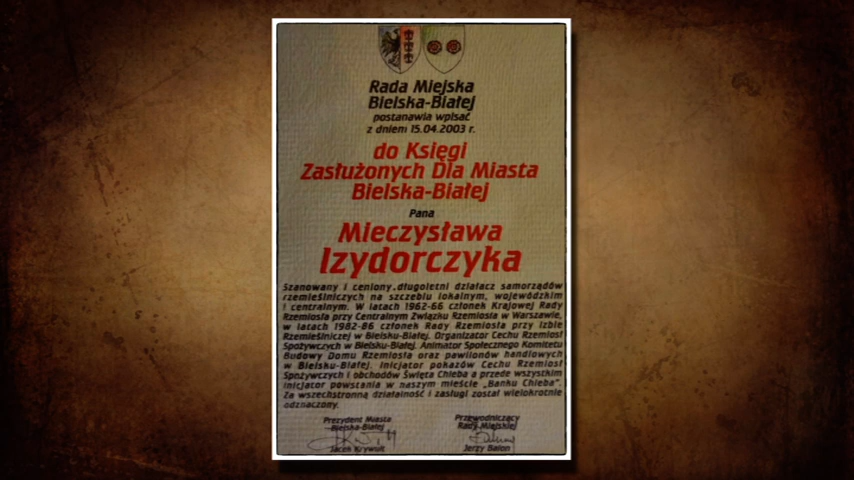 Rada Miejska
Bielska-Białej
postanawia wpisać
z dniem 15.04.2003 r.
do Księgi
Zasłużonych Dla Miasta
Bielska-Białej
Pana
Mieczysława
Izydorczyka
Szanowany i ceniony, długoletni działacz samorządów
rzemieślniczych na szczeblu lokalnym, wojewódzkim
i centralnym. W latach 1962-66 członek Krajowej Rady
Rzemiosła przy Centralnym Związku Rzemiosła w Warszawie,
w latach 1982-86 członek Rady Rzemiosła przy Izbie
Rzemieślniczej w Bielsku-Białej. Organizator Cechu Rzemiosł
Spożywczych w Bielsku-Białej. Animator Społecznego Komitetu
Budowy Domu Rzemiosła oraz pawilonów handlowych
w Bielsku-Białej. Inicjator pokazów Cechu Rzemiosł
Spożywczych i obchodów Święta Chleba a przede wszystkim
inicjator powstania w naszym mieście „Banku Chleba".
Za wszechstronną działalność i zasługi został wielokrotnie
odznaczony.
Prezydent Miasta
Bielska-Białej
Jacek Krywult
Przewodniczący
Rady Miejskiej
Jerzy Balon